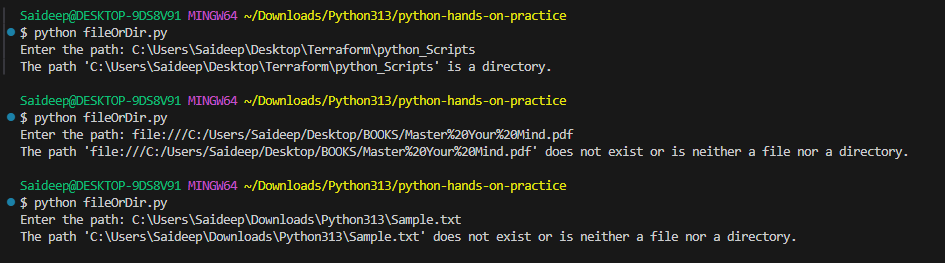 Saideep@DESKTOP-9DS8V91 MINGW64 ~/Downloads/Python313/python-hands-on-practice
$ python fileOrDir.py
Enter the path: C:\Users\Saideep\Desktop\Terraform\python_Scripts
The path 'C:\Users\Saideep\Desktop\Terraform\python_Scripts' is a directory.
Saideep@DESKTOP-9DS8V91 MINGW64 ~/Downloads/Python313/python-hands-on-practice
$ python fileOrDir.py
Enter the path: file:///C:/Users/Saideep/Desktop/BOOKS/Master%20Your%20Mind.pdf
The path 'file:///C:/Users/Saideep/Desktop/BOOKS/Master%20Your%20Mind.pdf' does not exist or is neither a file nor a directory.
Saideep@DESKTOP-9DS8V91 MINGW64 ~/Downloads/Python313/python-hands-on-practice
$ python fileOrDir.py
Enter the path: C:\Users\Saideep\Downloads\Python313\Sample.txt
The path 'C:\Users\Saideep\Downloads\Python313\Sample.txt' does not exist or is neither a file nor a directory.